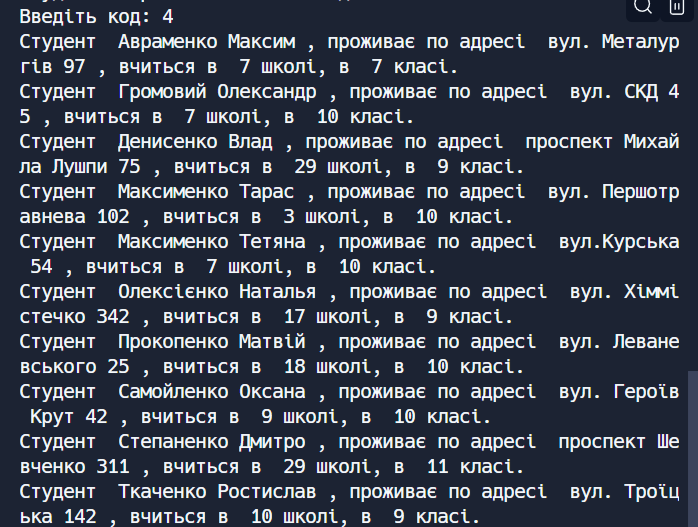 Введіть код: 4
Студент  Авраменко Максим , проживає по адресі  вул. Металур
гів 97 , вчиться в  7 школі, в  7 класі.
Студент  Громовий Олександр , проживає по адресі  вул. СКД 4
5 , вчиться в  7 школі, в  10 класі.
Студент  Денисенко Влад , проживає по адресі  проспект Михай
ла Лушпи 75 , вчиться в  29 школі, в  9 класі.
Студент  Максименко Тарас , проживає по адресі  вул. Першотр
авнева 102 , вчиться в  3 школі, в  10 класі.
Студент  Максименко Тетяна , проживає по адресі  вул.Курська
 54 , вчиться в  7 школі, в  10 класі.
Студент  Олексієнко Наталья , проживає по адресі  вул. Хіммі
стечко 342 , вчиться в  17 школі, в  9 класі.
Студент  Прокопенко Матвій , проживає по адресі  вул. Леване
вського 25 , вчиться в  18 школі, в  10 класі.
Студент  Самойленко Оксана , проживає по адресі  вул. Героїв
 Крут 42 , вчиться в  9 школі, в  10 класі.
Студент  Степаненко Дмитро , проживає по адресі  проспект Ше
вченко 311 , вчиться в  29 школі, в  11 класі.
Студент  Ткаченко Ростислав , проживає по адресі  вул. Троїц
ька 142 , вчиться в  10 школі, в  9 класі.